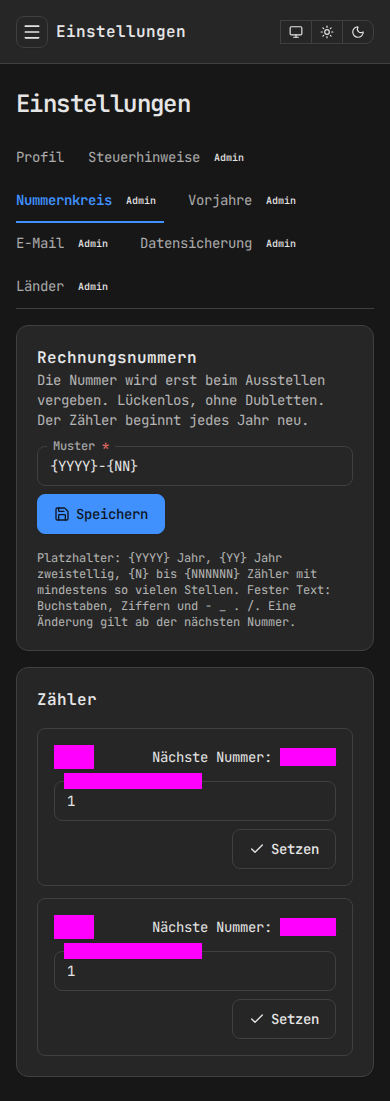 Einstellungen
Einstellungen
Profil Steuerhinweise Admin
Nummernkreis Admin Vorjahre Admin
E-Mail Admin Datensicherung Admin
Länder Admin
Rechnungsnummern
Die Nummer wird erst beim Ausstellen
vergeben. Lückenlos, ohne Dubletten.
Der Zähler beginnt jedes Jahr neu.
Muster *
{YYYY}-{NN}
Speichern
Platzhalter: {YYYY} Jahr, {YY} Jahr
zweistellig, {N} bis {NNNNNN} Zähler mit
mindestens so vielen Stellen. Fester Text:
Buchstaben, Ziffern und - _ . /. Eine
Änderung gilt ab der nächsten Nummer.
Zähler
Nächste Nummer:
1
Setzen
Nächste Nummer:
1
Setzen